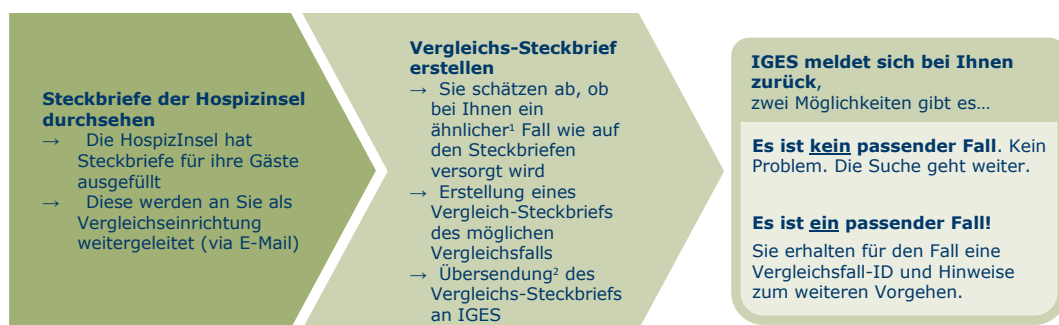 Steckbriefe der Hospizinsel
durchsehen
→ Die HospizInsel hat
Steckbriefe für ihre Gäste
ausgefüllt
→ Diese werden an Sie als
Vergleichseinrichtung
weitergeleitet (via E-Mail)
Vergleichs-Steckbrief
erstellen
→ Sie schätzen ab, ob
bei Ihnen ein
ähnlicher¹ Fall wie auf
den Steckbriefen
versorgt wird
→ Erstellung eines
Vergleich-Steckbriefs
des möglichen
Vergleichsfalls
→ Übersendung² des
Vergleichs-Steckbriefs
an IGES
IGES meldet sich bei Ihnen
zurück,
zwei Möglichkeiten gibt es…
Es ist kein passender Fall. Kein
Problem. Die Suche geht weiter.
Es ist ein passender Fall!
Sie erhalten für den Fall eine
Vergleichsfall-ID und Hinweise
zum weiteren Vorgehen.